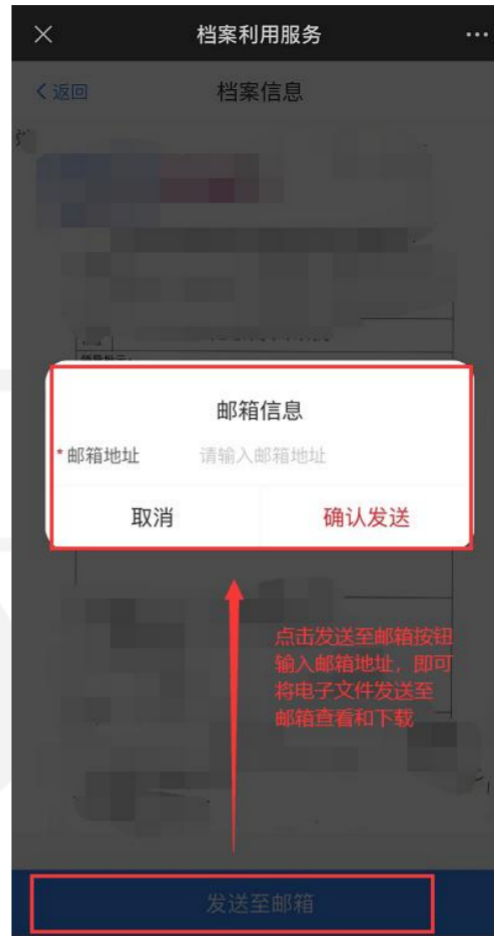 档案利用服务
返回
档案信息
邮箱信息
*邮箱地址 请输入邮箱地址
取消 确认发送
点击发送至邮箱按钮
输入邮箱地址，即可
将电子文件发送至
邮箱查看和下载
发送至邮箱